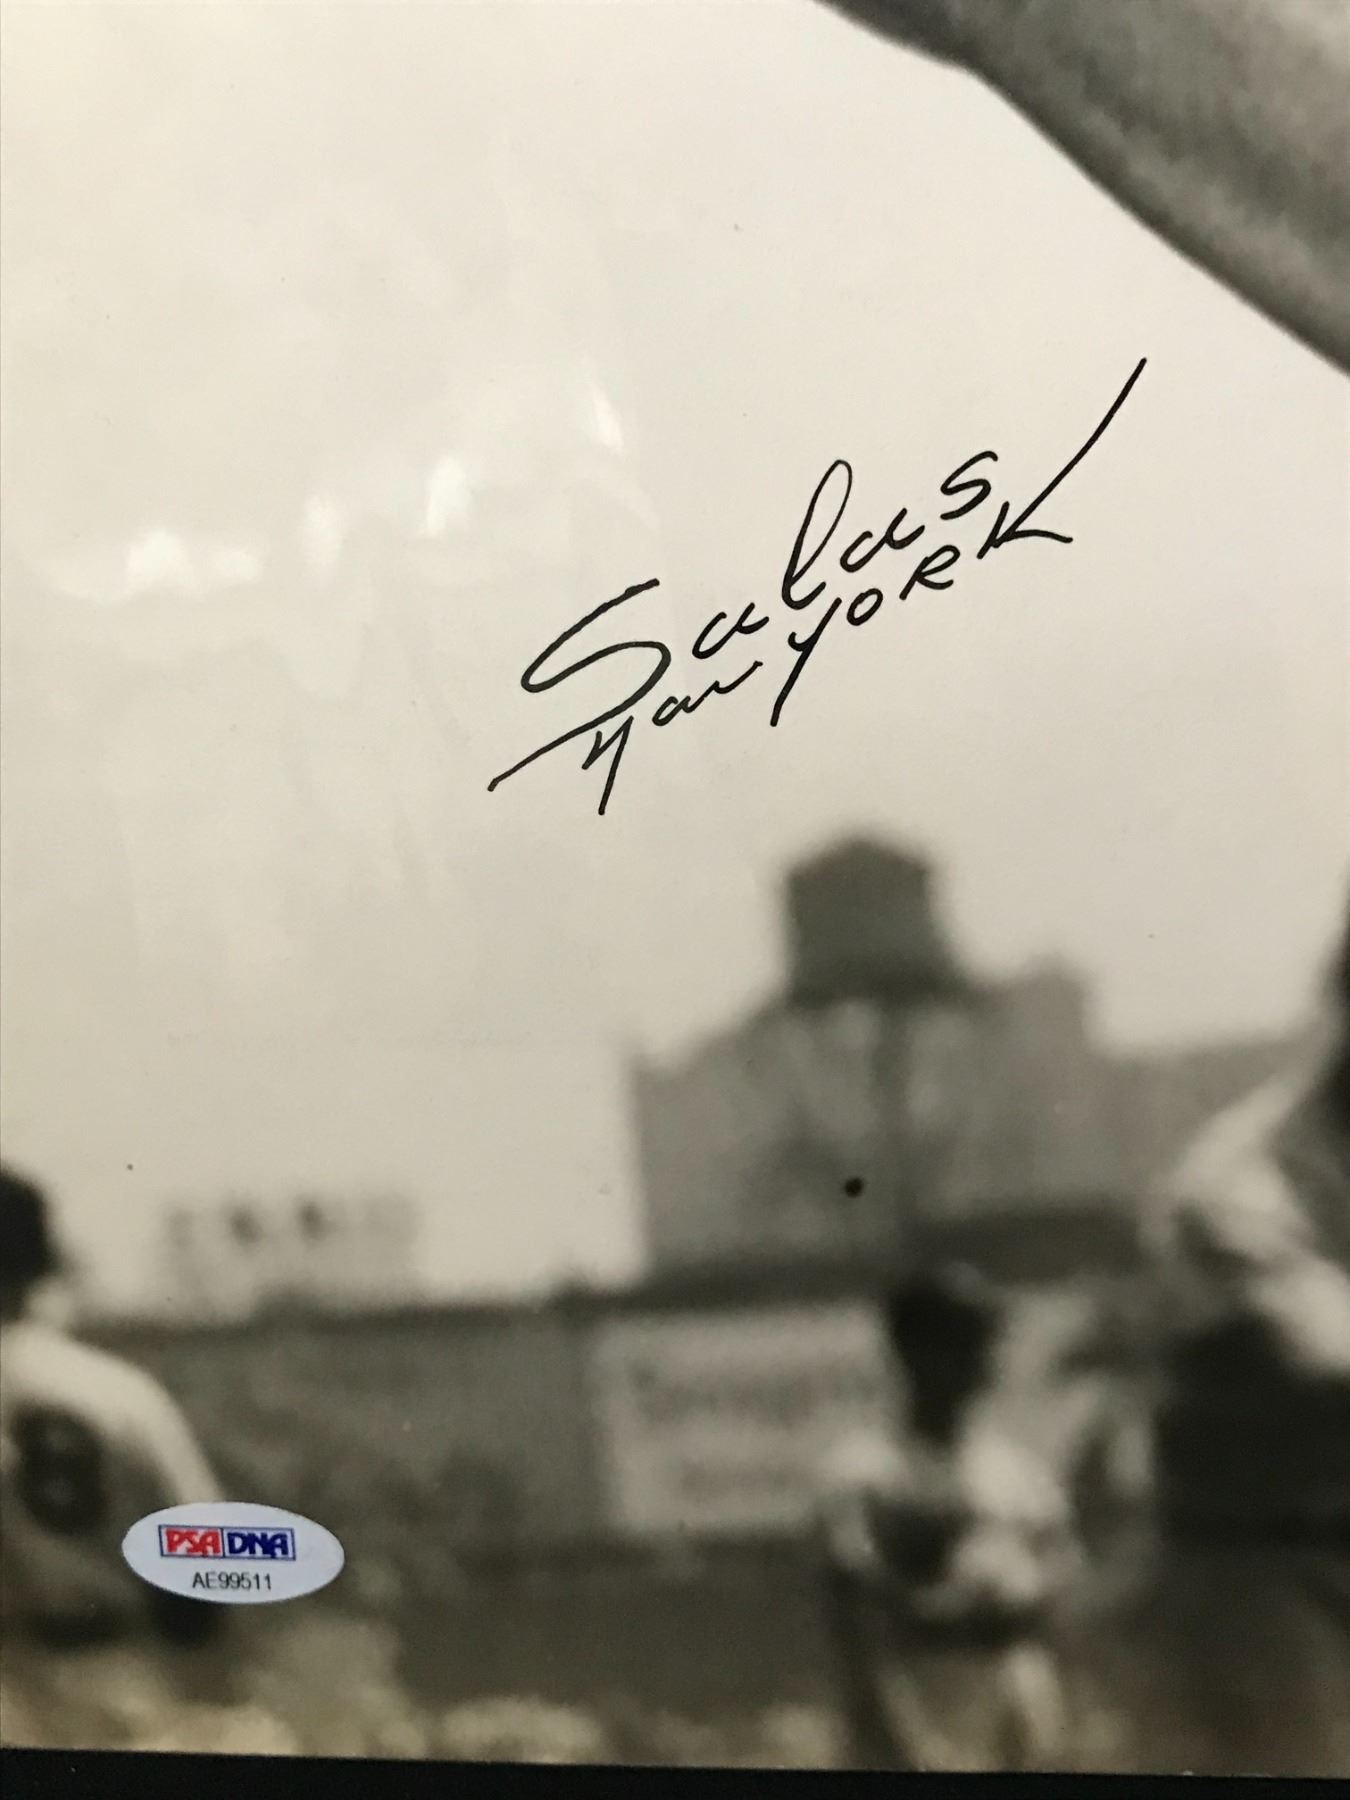 Salas
New YORK
PSA DNA
AE99511